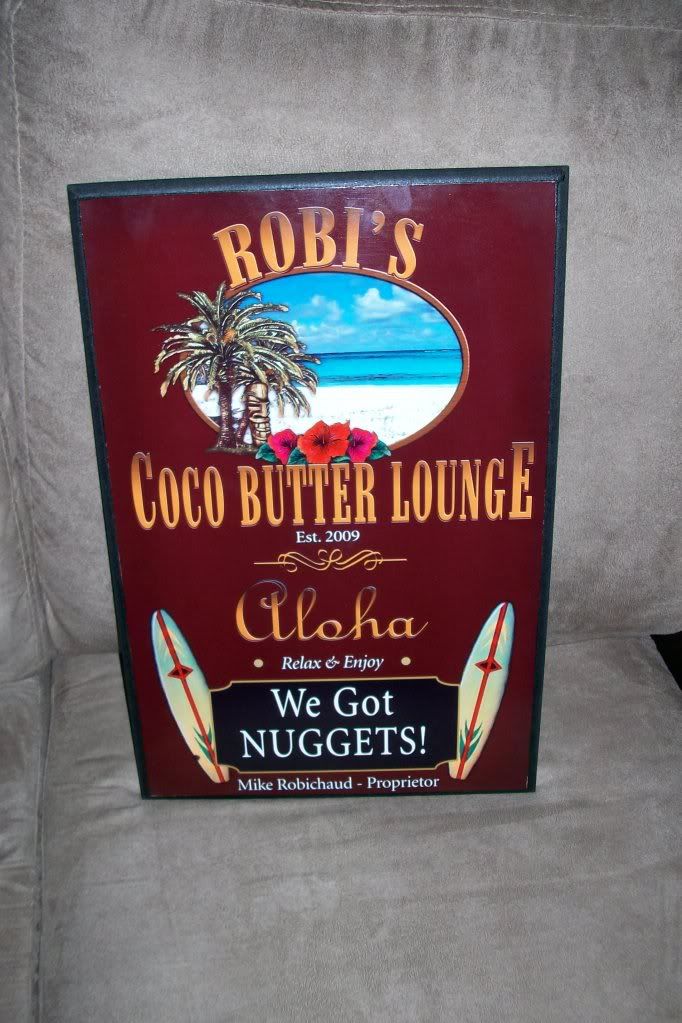 ROBI'S
COCO BUTTER LOUNGE
Est. 2009
Aloha
• Relax & Enjoy •
We Got
NUGGETS!
Mike Robichaud - Proprietor